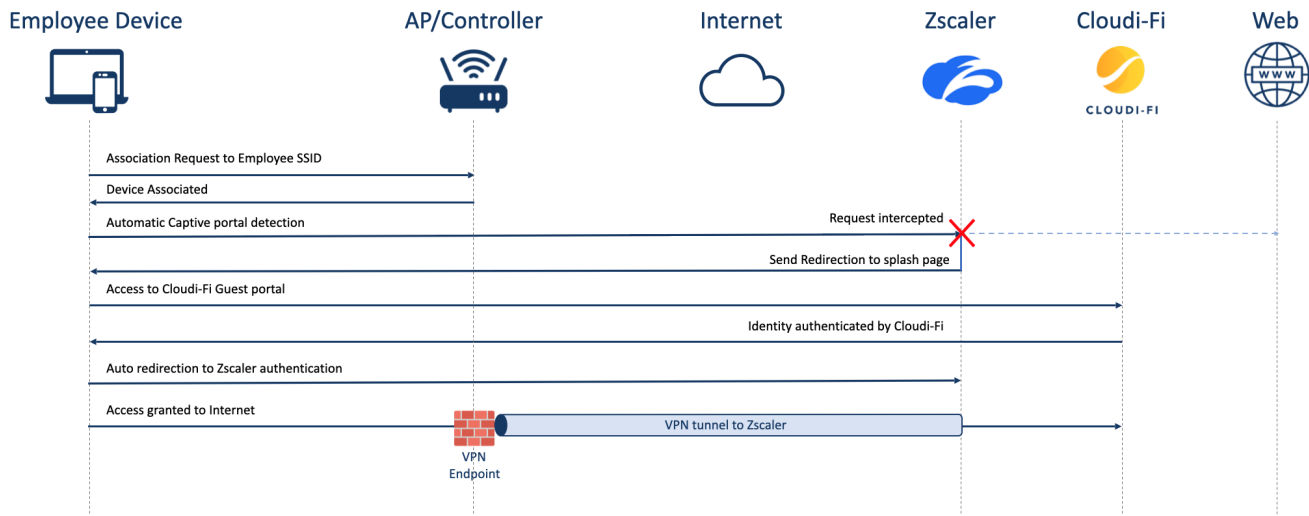 Employee Device
AP/Controller
Internet
Zscaler
Cloudi-Fi
Web
WWW
CLOUDI-FI
Association Request to Employee SSID
Device Associated
Automatic Captive portal detection
Request intercepted
Send Redirection to splash page
Access to Cloudi-Fi Guest portal
Identity authenticated by Cloudi-Fi
Auto redirection to Zscaler authentication
Access granted to Internet
VPN tunnel to Zscaler
VPN
Endpoint